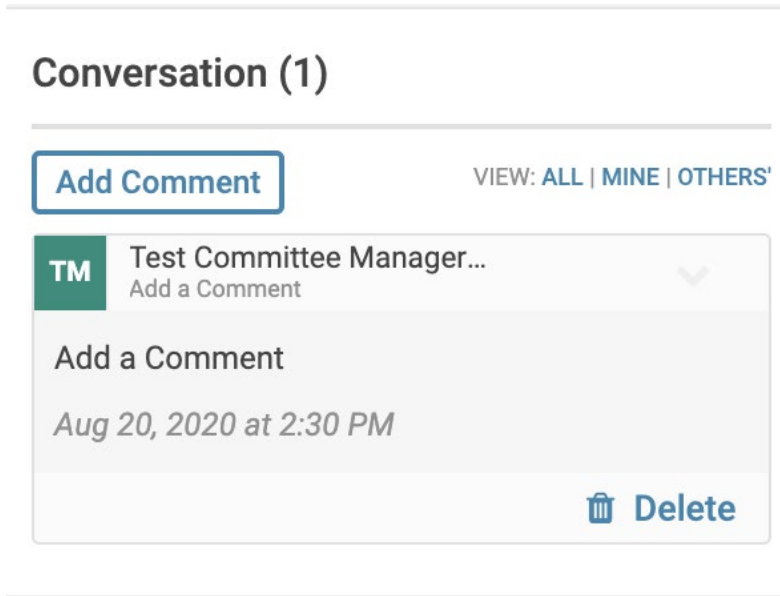 Conversation (1)
Add Comment
VIEW: ALL | MINE | OTHERS'
TM
Test Committee Manager...
Add a Comment
Add a Comment
Aug 20, 2020 at 2:30 PM
Delete